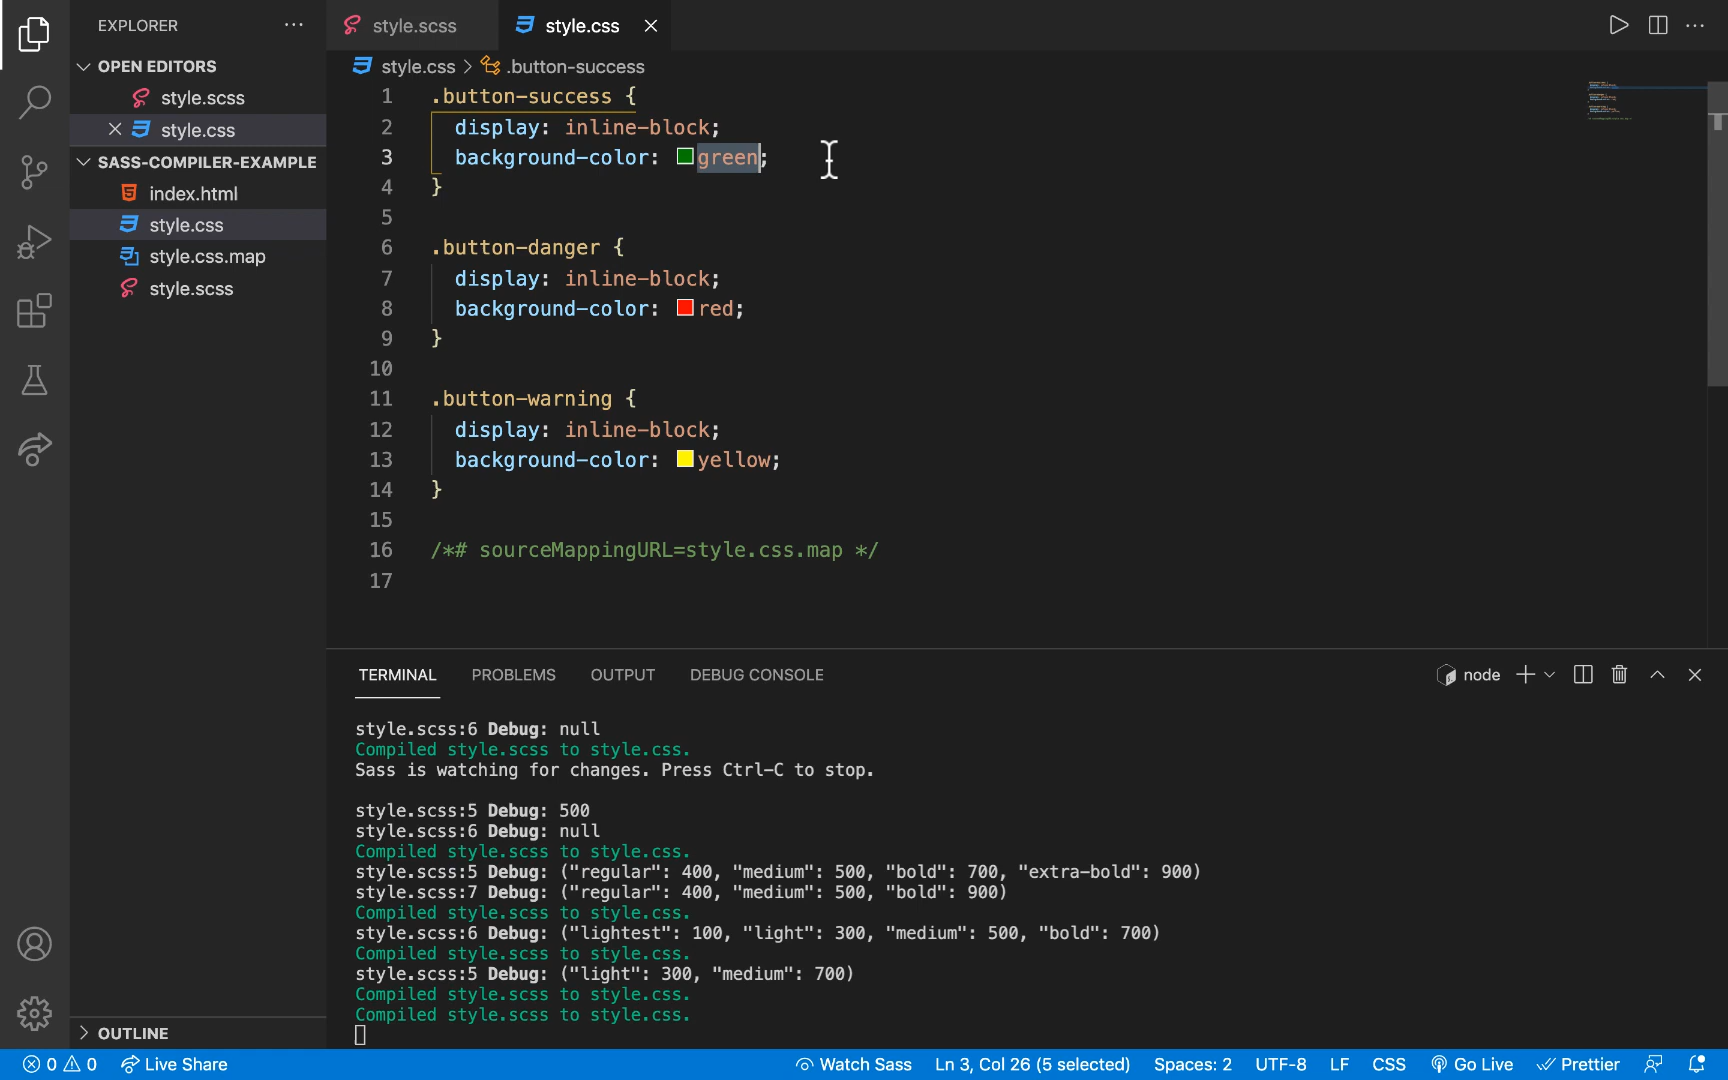 EXPLORER
OPEN EDITORS
style.scss
style.css
SASS-COMPILER-EXAMPLE
index.html
style.css
style.css.map
style.scss
OUTLINE
style.scss
style.css
style.css > .button-success
1 .button-success {
2 display: inline-block;
3 background-color: green;
4 }
5
6 .button-danger {
7 display: inline-block;
8 background-color: red;
9 }
10
11 .button-warning {
12 display: inline-block;
13 background-color: yellow;
14 }
15
16 /*# sourceMappingURL=style.css.map */
17
TERMINAL PROBLEMS OUTPUT DEBUG CONSOLE node
style.scss:6 Debug: null
Compiled style.scss to style.css.
Sass is watching for changes. Press Ctrl-C to stop.
style.scss:5 Debug: 500
style.scss:6 Debug: null
Compiled style.scss to style.css.
style.scss:5 Debug: ("regular": 400, "medium": 500, "bold": 700, "extra-bold": 900)
style.scss:7 Debug: ("regular": 400, "medium": 500, "bold": 900)
Compiled style.scss to style.css.
style.scss:6 Debug: ("lightest": 100, "light": 300, "medium": 500, "bold": 700)
Compiled style.scss to style.css.
style.scss:5 Debug: ("light": 300, "medium": 700)
Compiled style.scss to style.css.
Compiled style.scss to style.css.
0 0 Live Share Watch Sass Ln 3, Col 26 (5 selected) Spaces: 2 UTF-8 LF CSS Go Live Prettier